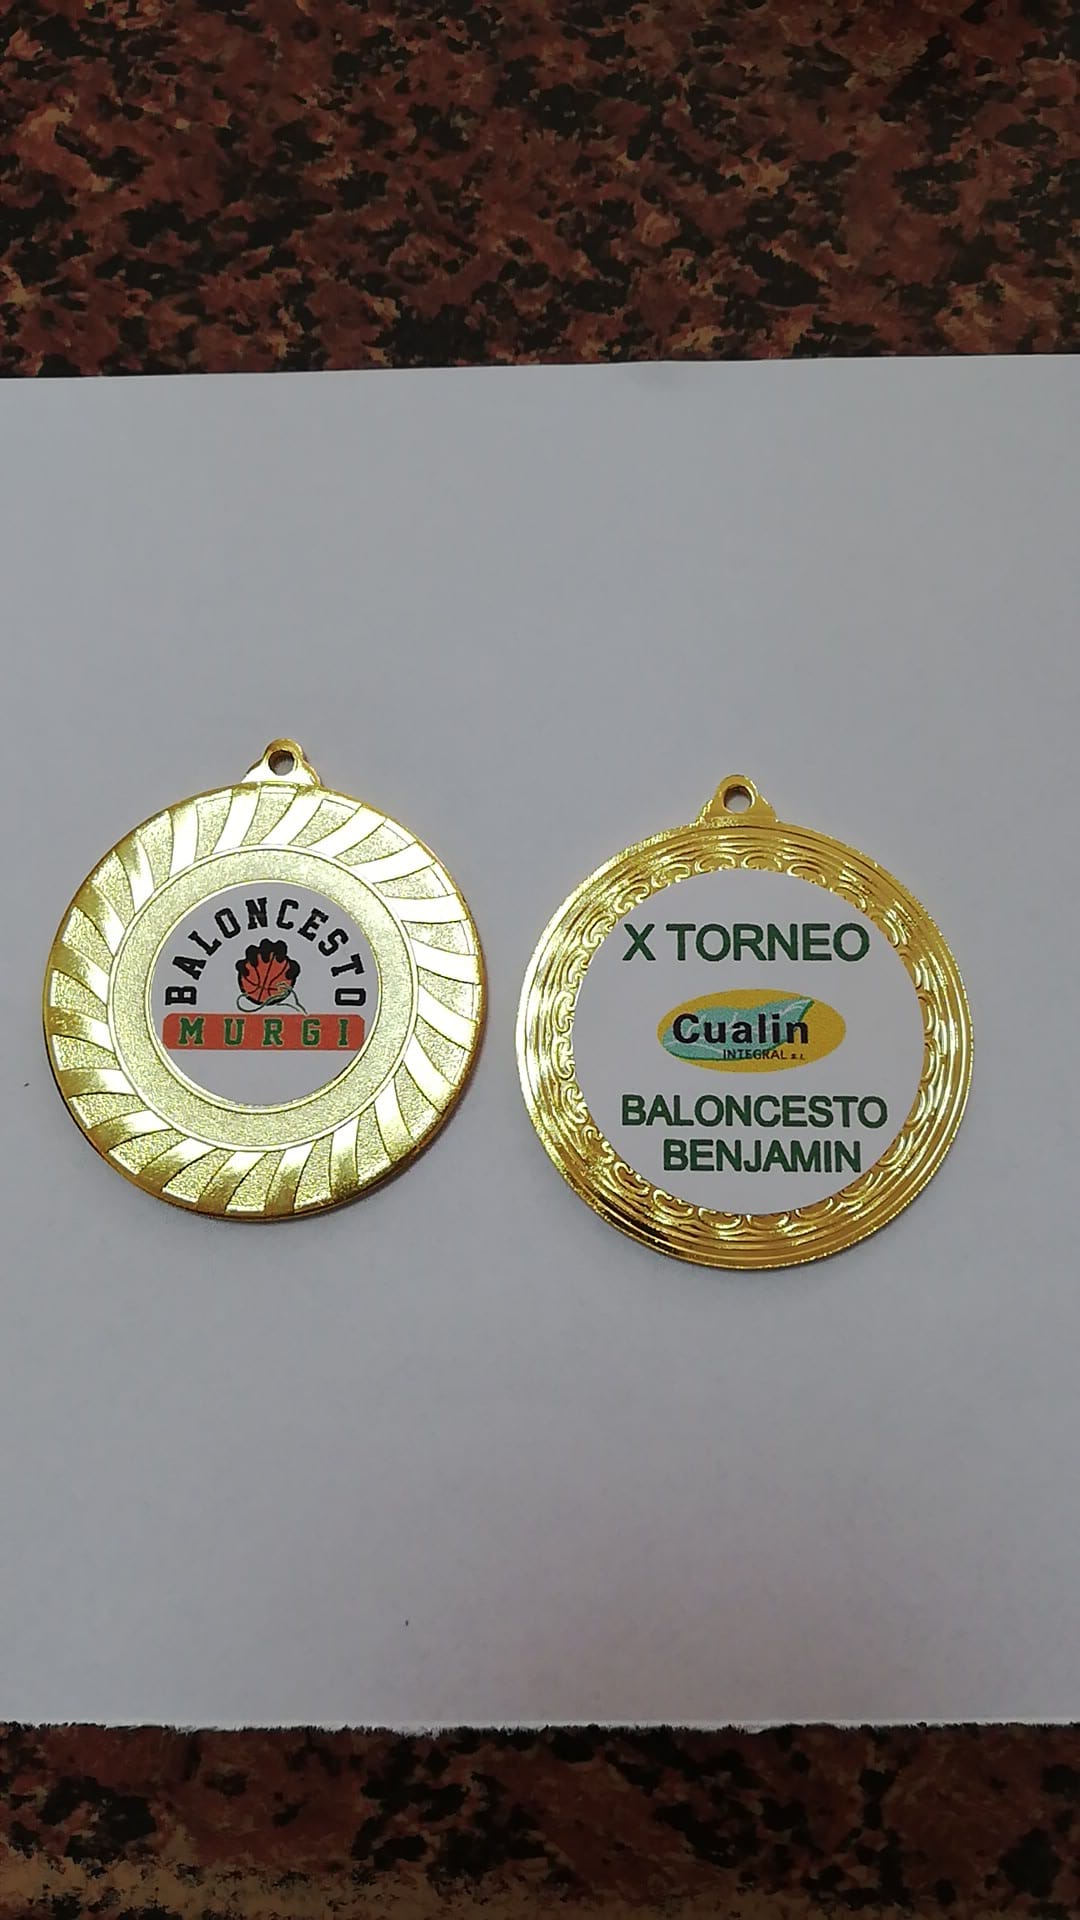 BALONCESTO
MURGI
X TORNEO
Cualin
INTEGRAL S.L.
BALONCESTO
BENJAMIN